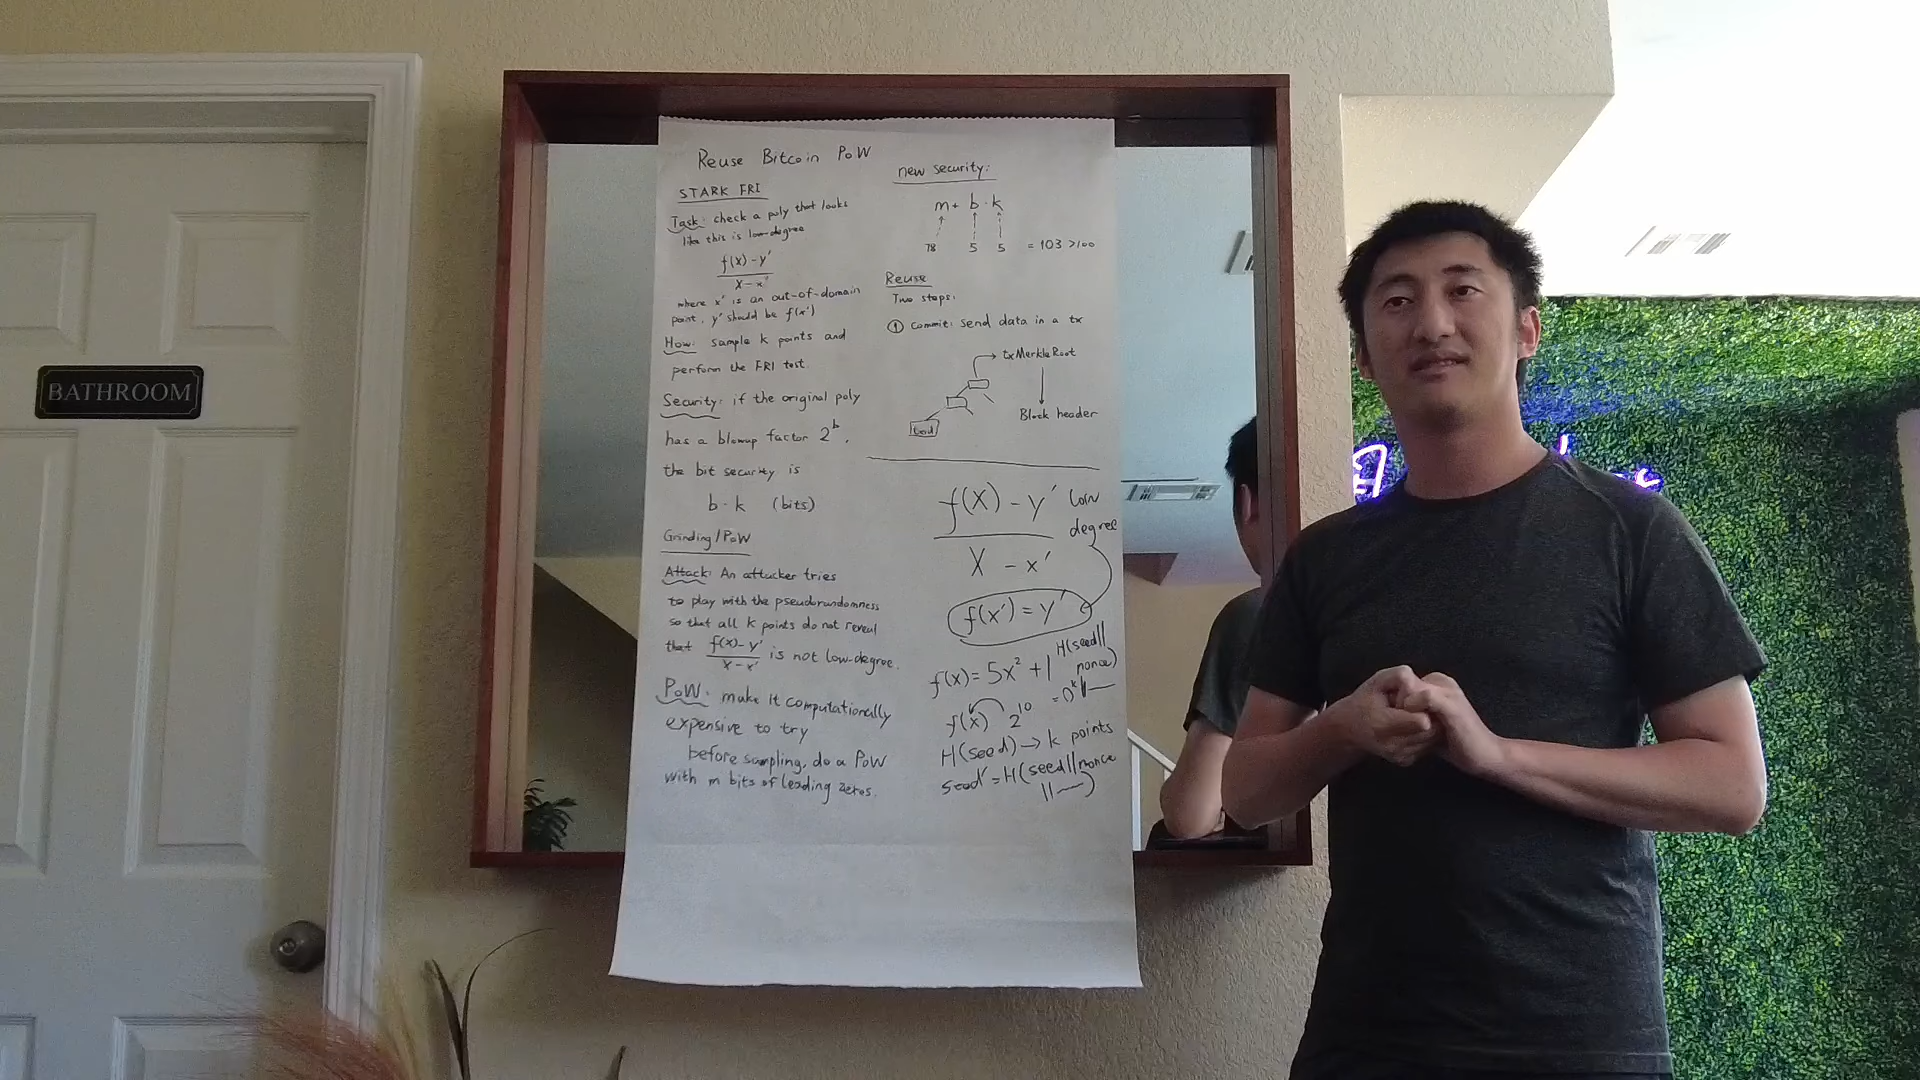 BATHROOM
Reuse Bitcoin PoW
STARK FRI
Task: check a poly that looks
like this is low-degree
f(x) - y'
X - x'
where x' is an out-of-domain
point, y' should be f(x')
How: sample k points and
perform the FRI test.
Security: if the original poly
has a blowup factor 2^b,
the bit security is
b · k (bits)
Grinding/PoW
Attack: An attacker tries
to play with the pseudorandomness
so that all k points do not reveal
that f(x)-y' / x-x' is not low-degree.
PoW: make it computationally
expensive to try
before sampling, do a PoW
with m bits of leading zeros.
new security:
m + b · k
78 5 5 = 103 > 100
Reuse
Two steps.
① Commit: send data in a tx
txMerkleRoot
Block header
f(X) - y' low
degree
X - x'
f(x') = y'
f(x) = 5x² + 1
H(seed||
nonce)
= 0^k||
f(x) 2^10
H(seed) → k points
seed' = H(seed||nonce
||)